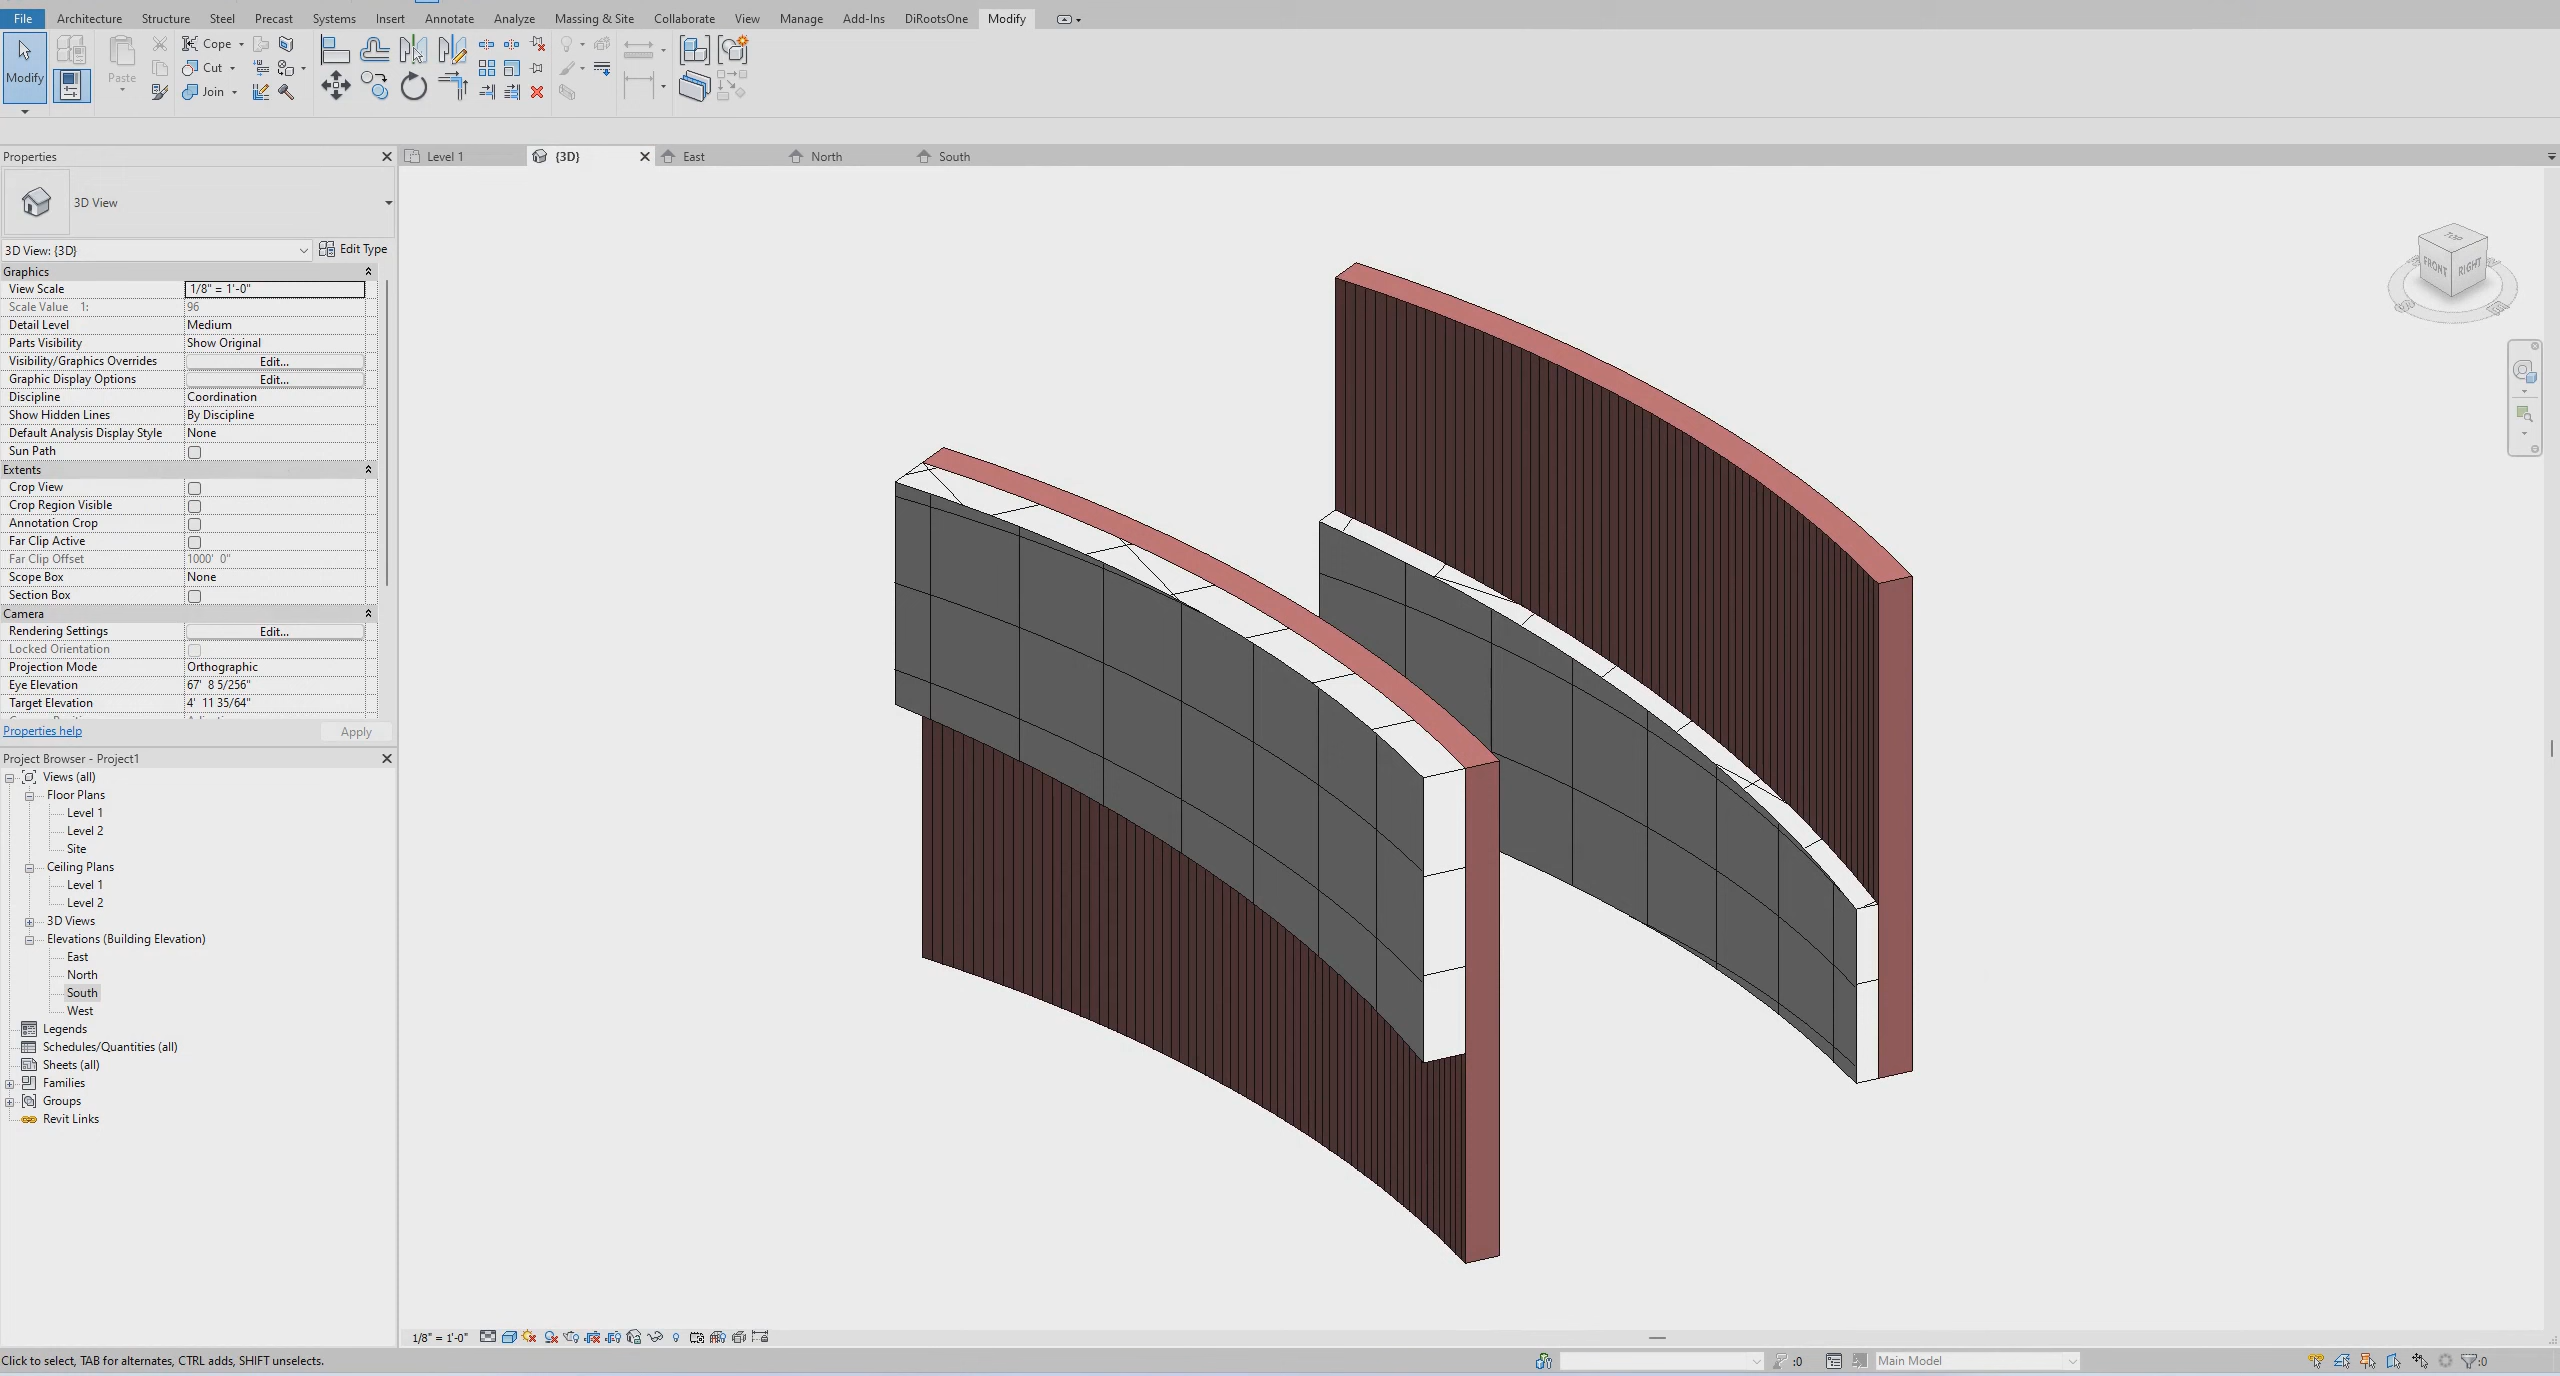 File Architecture Structure Steel Precast Systems Insert Annotate Analyze Massing & Site Collaborate View Manage Add-Ins DiRootsOne Modify
Modify
Paste
Cope
Cut
Join
Properties
Level 1 {3D} East North South
3D View
3D View: {3D} Edit Type
Graphics
View Scale 1/8" = 1'-0"
Scale Value 1: 96
Detail Level Medium
Parts Visibility Show Original
Visibility/Graphics Overrides Edit...
Graphic Display Options Edit...
Discipline Coordination
Show Hidden Lines By Discipline
Default Analysis Display Style None
Sun Path
Extents
Crop View
Crop Region Visible
Annotation Crop
Far Clip Active
Far Clip Offset 1000' 0"
Scope Box None
Section Box
Camera
Rendering Settings Edit...
Locked Orientation
Projection Mode Orthographic
Eye Elevation 67' 8 5/256"
Target Elevation 4' 11 35/64"
Properties help Apply
Project Browser - Project1
Views (all)
Floor Plans
Level 1
Level 2
Site
Ceiling Plans
Level 1
Level 2
3D Views
Elevations (Building Elevation)
East
North
South
West
Legends
Schedules/Quantities (all)
Sheets (all)
Families
Groups
Revit Links
TOP
FRONT RIGHT
1/8" = 1'-0"
Click to select, TAB for alternates, CTRL adds, SHIFT unselects.
:0 Main Model :0